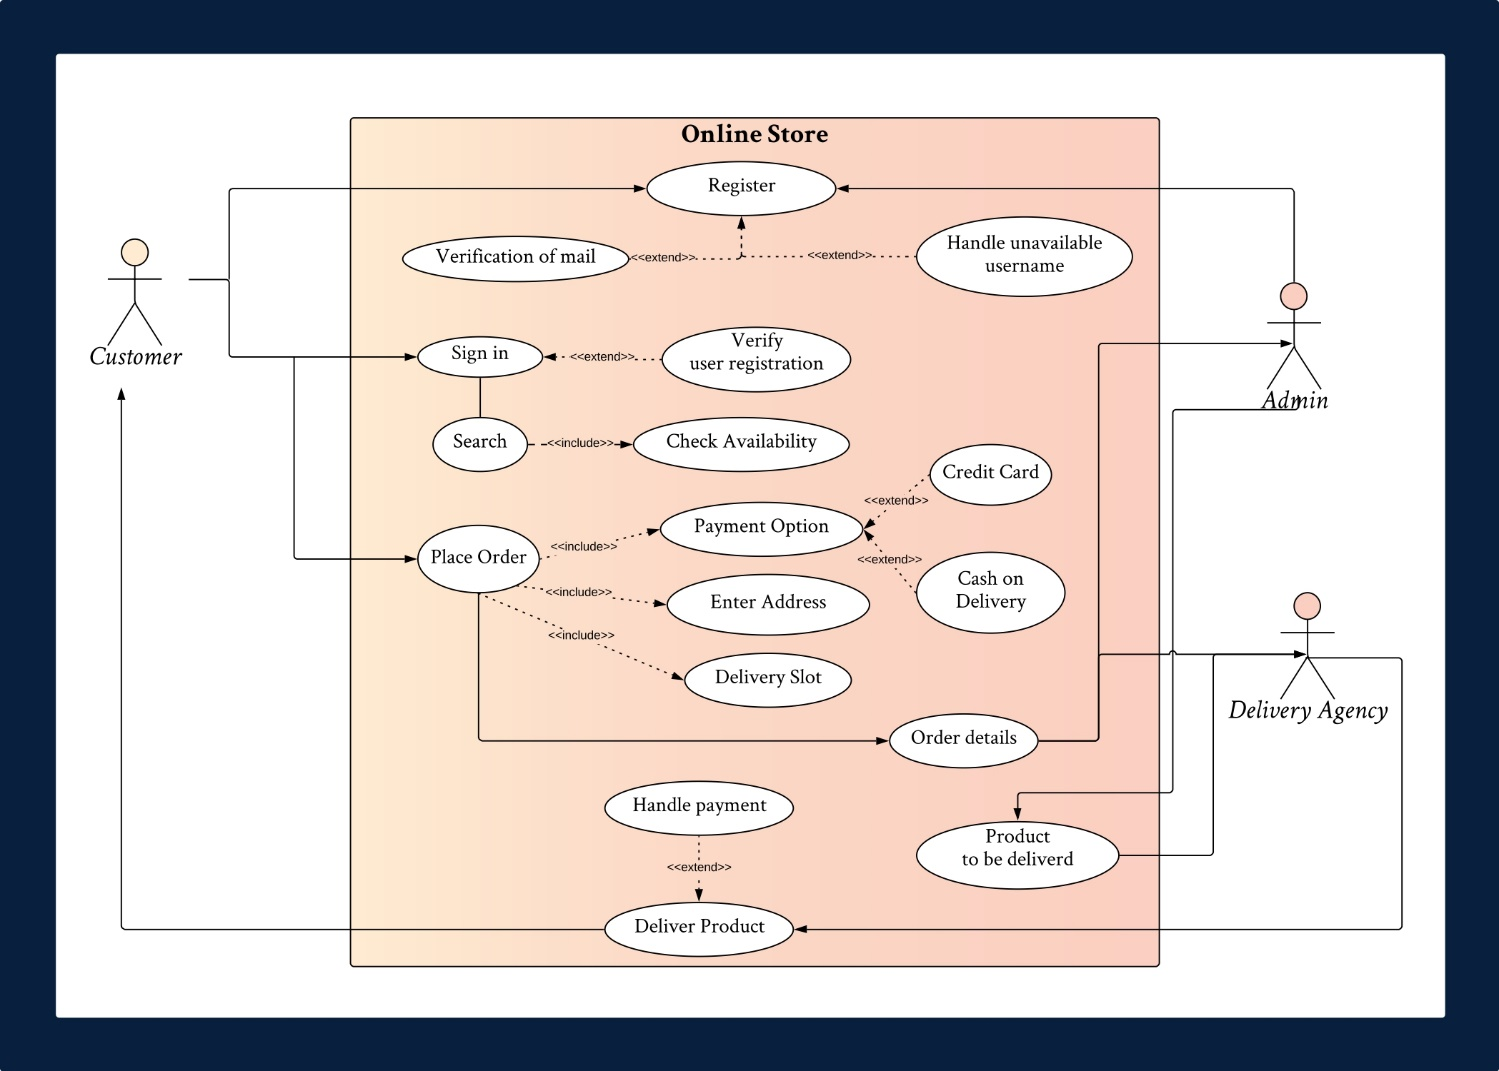 Online Store
Register
Verification of mail
<<extend>>
<<extend>>
Handle unavailable
username
Customer
Sign in
<<extend>>
Verify
user registration
Admin
Search
<<include>>
Check Availability
Credit Card
<<extend>>
Payment Option
Place Order
<<include>>
<<extend>>
Cash on
Delivery
<<include>>
Enter Address
<<include>>
Delivery Slot
Delivery Agency
Order details
Handle payment
Product
to be deliverd
<<extend>>
Deliver Product